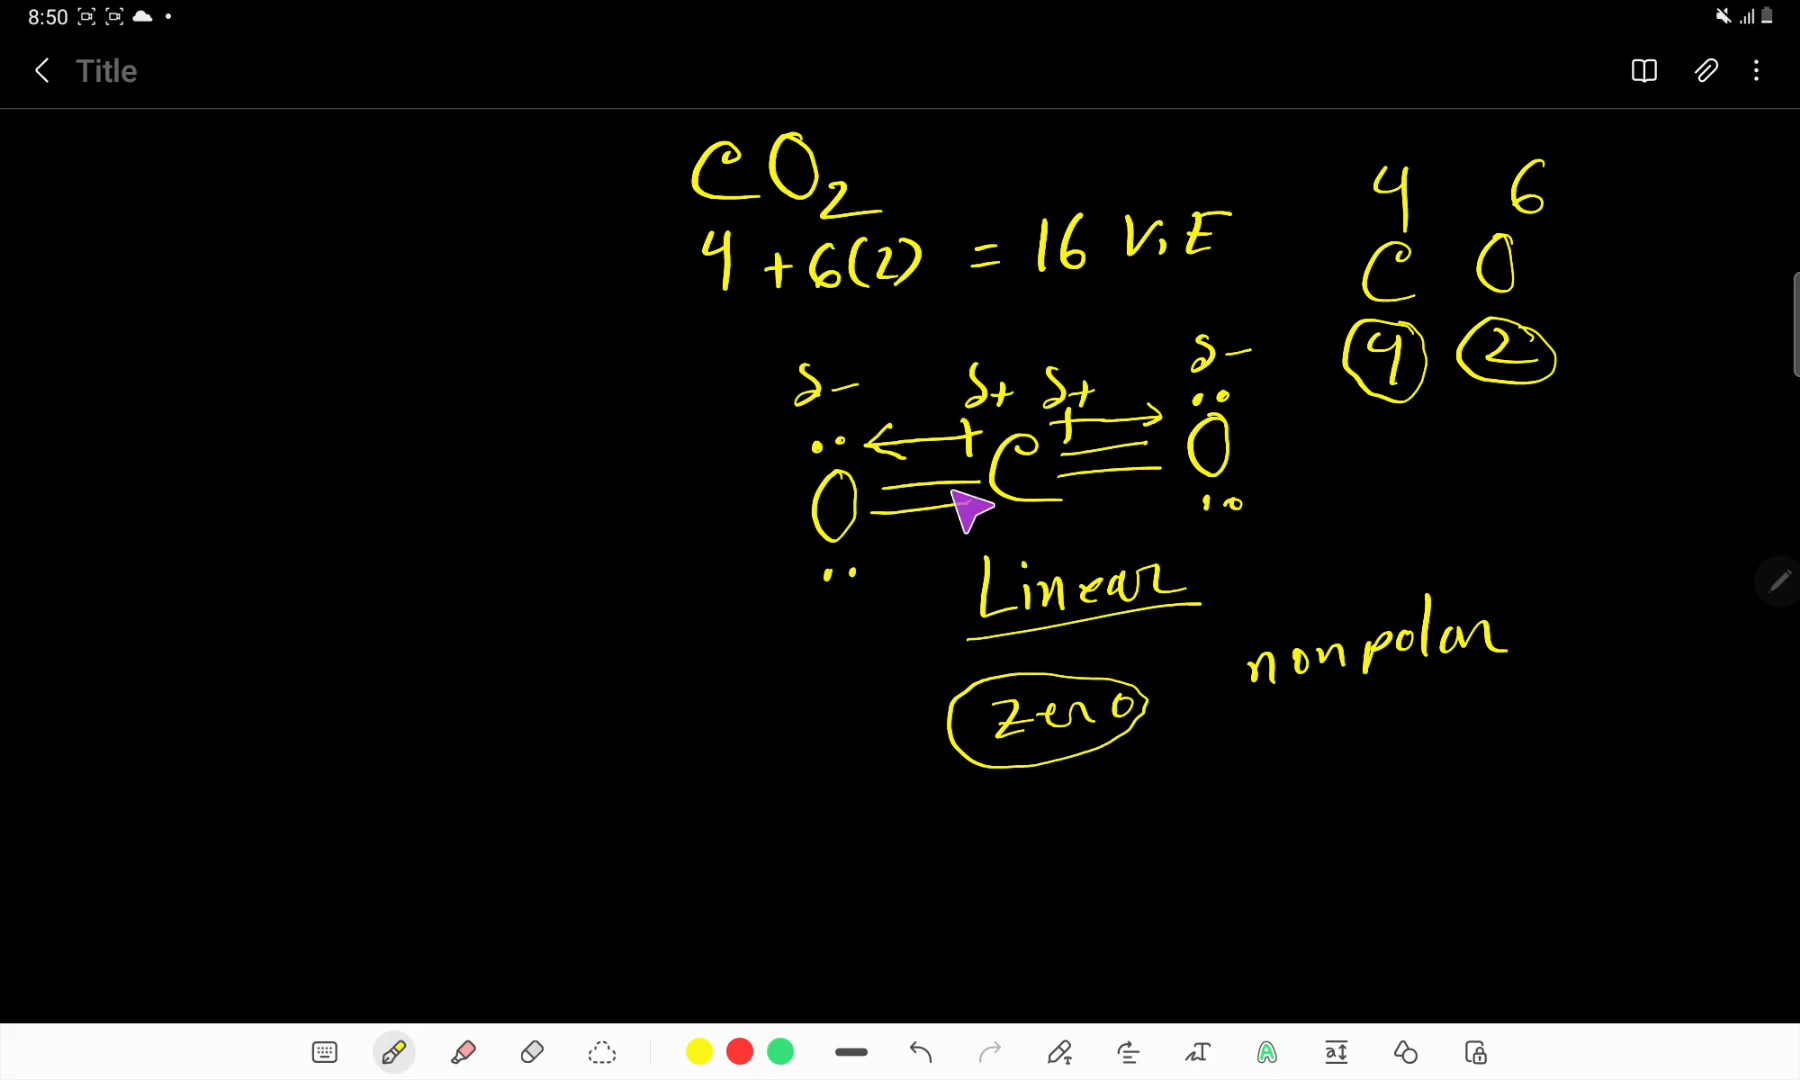 8:50
Title
CO₂
4 + 6(2) = 16 V.E
4 6
C O
4 2
δ- δ+ δ+ δ-
O = C = O
Linear
nonpolar
zero